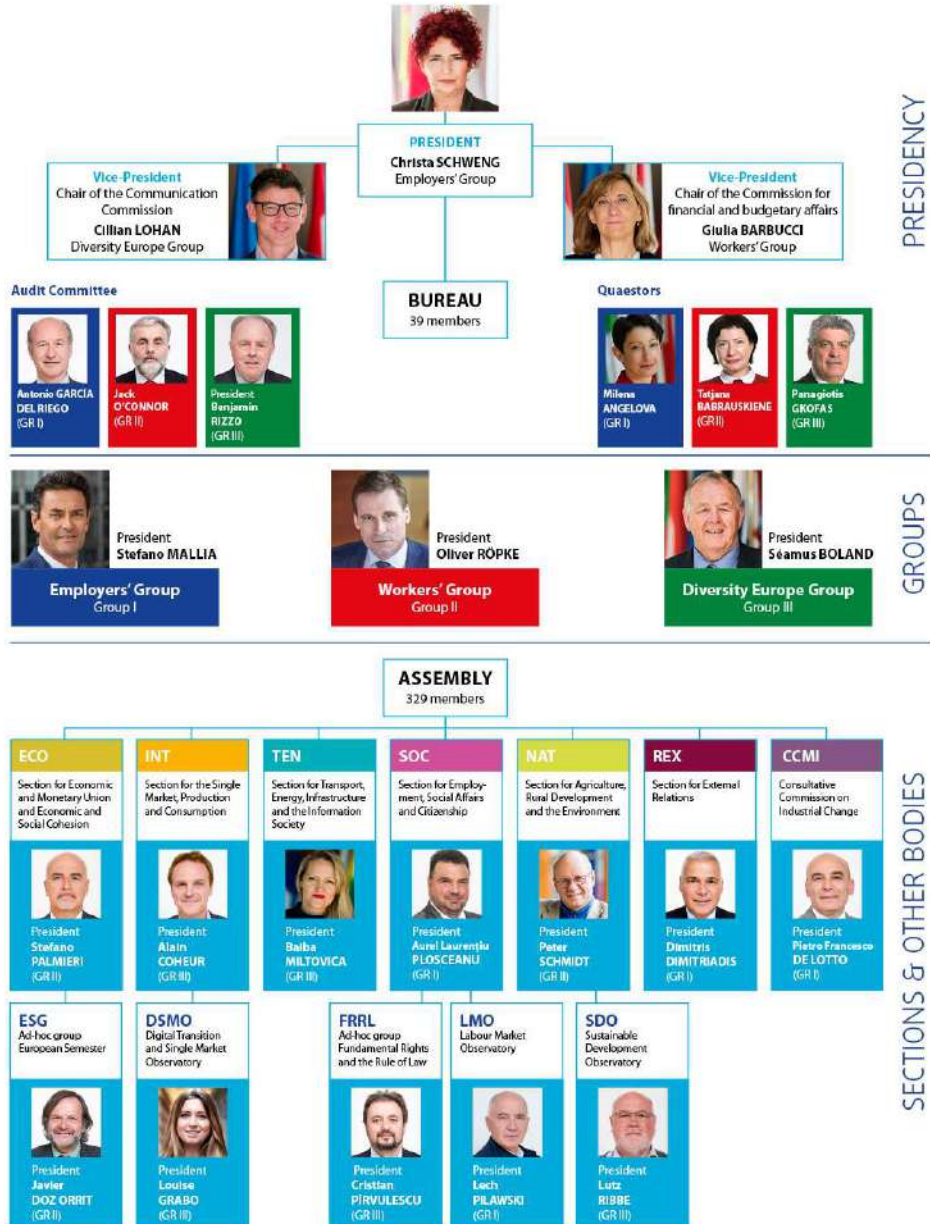 PRESIDENCY
PRESIDENT
Christa SCHWENG
Employers' Group
Vice-President
Chair of the Communication
Commission
Cillian LOHAN
Diversity Europe Group
Vice-President
Chair of the Commission for
financial and budgetary affairs
Giulia BARBUCCI
Workers' Group
BUREAU
39 members
Audit Committee
Antonio GARCÍA
DEL RIEGO
(GR I)
Jack
O'CONNOR
(GR II)
President
Benjamin
RIZZO
(GR III)
Quaestors
Milena
ANGELOVA
(GR I)
Tatjana
BABRAUSKIENE
(GR II)
Panagiotis
GKOFAS
(GR III)
GROUPS
President
Stefano MALLIA
Employers' Group
Group I
President
Oliver RÖPKE
Workers' Group
Group II
President
Séamus BOLAND
Diversity Europe Group
Group III
SECTIONS & OTHER BODIES
ASSEMBLY
329 members
ECO
Section for Economic
and Monetary Union
and Economic and
Social Cohesion
President
Stefano
PALMIERI
(GR II)
INT
Section for the Single
Market, Production
and Consumption
President
Alain
COHEUR
(GR III)
TEN
Section for Transport,
Energy, Infrastructure
and the Information
Society
President
Baiba
MILTOVICA
(GR III)
SOC
Section for Employ-
ment, Social Affairs
and Citizenship
President
Aurel Laurențiu
PLOSCEANU
(GR I)
NAT
Section for Agriculture,
Rural Development
and the Environment
President
Peter
SCHMIDT
(GR II)
REX
Section for External
Relations
President
Dimitris
DIMITRIADIS
(GR I)
CCMI
Consultative
Commission on
Industrial Change
President
Pietro Francesco
DE LOTTO
(GR I)
ESG
Ad-hoc group
European Semester
President
Javier
DOZ ORRIT
(GR II)
DSMO
Digital Transition
and Single Market
Observatory
President
Louise
GRABO
(GR III)
FRRL
Ad-hoc group
Fundamental Rights
and the Rule of Law
President
Cristian
PÎRVULESCU
(GR III)
LMO
Labour Market
Observatory
President
Lech
PILAWSKI
(GR I)
SDO
Sustainable
Development
Observatory
President
Lutz
RIBBE
(GR III)